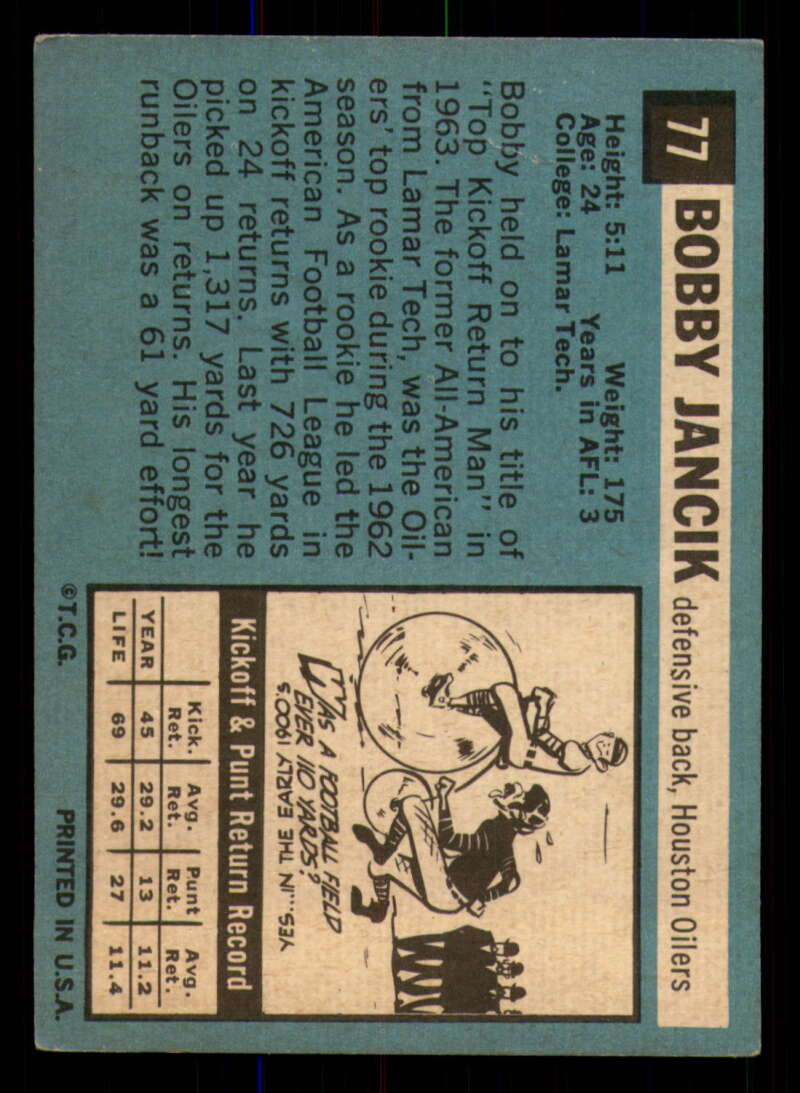 77
BOBBY JANCIK defensive back, Houston Oilers
Height: 5:11 Weight: 175
Age: 24 Years in AFL: 3
College: Lamar Tech.
Bobby held on to his title of
"Top Kickoff Return Man" in
1963. The former All-American
from Lamar Tech, was the Oil-
ers' top rookie during the 1962
season. As a rookie he led the
American Football League in
kickoff returns with 726 yards
on 24 returns. Last year he
picked up 1,317 yards for the
Oilers on returns. His longest
runback was a 61 yard effort!
WAS A FOOTBALL FIELD
EVER 110 YARDS?
YES...IN THE EARLY 1900'S
Kickoff & Punt Return Record
Kick. Ret. Avg. Ret. Punt Ret. Avg. Ret.
YEAR 45 29.2 13 11.2
LIFE 69 29.6 27 11.4
©T.C.G. PRINTED IN U.S.A.